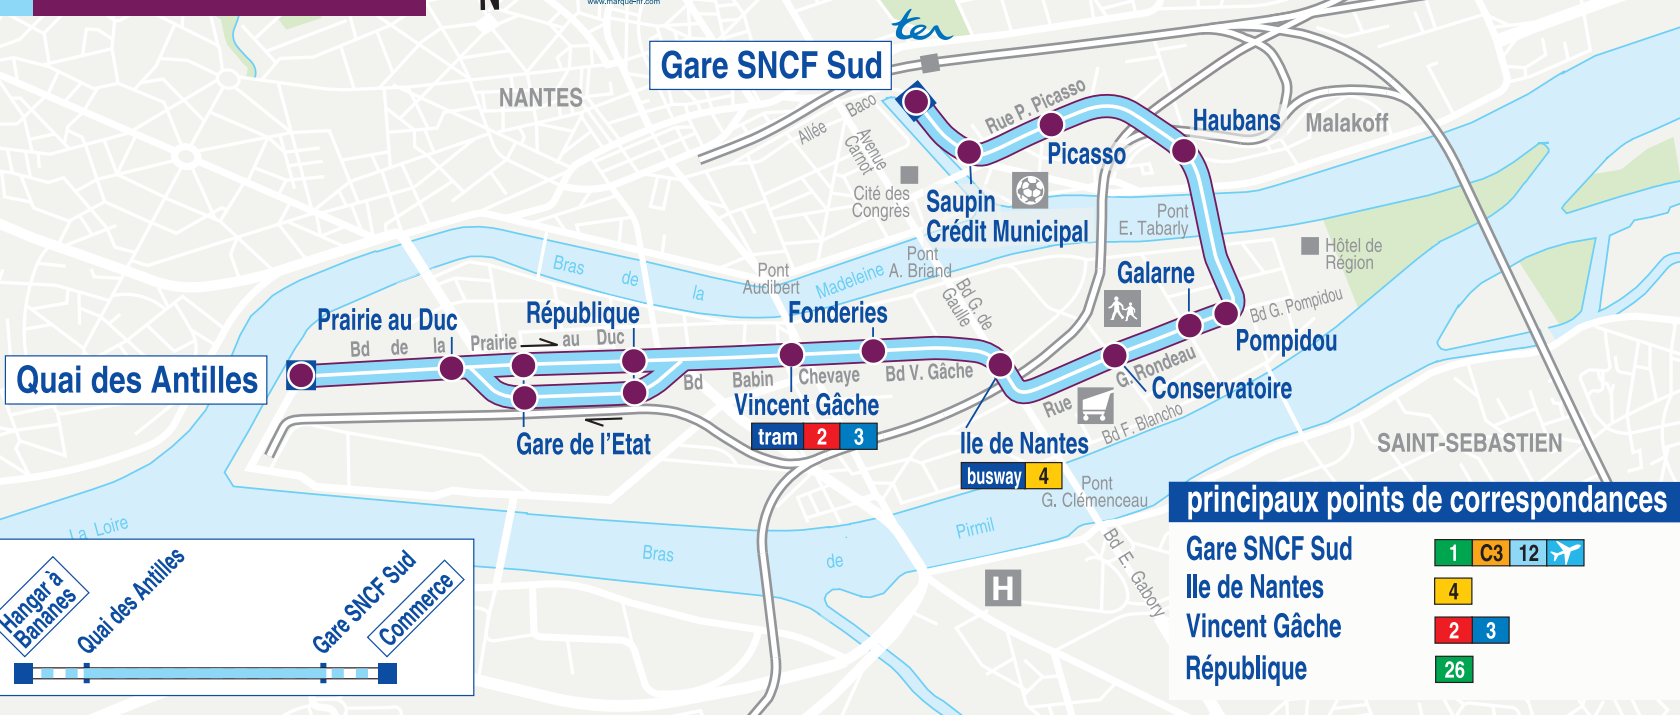 N
www.marque-nf.com
ter
Gare SNCF Sud
NANTES
Allée Baco
Avenue
Carnot
Rue P. Picasso
Picasso
Haubans
Malakoff
Cité des
Congrès
Saupin
Crédit Municipal
Pont
E. Tabarly
Hôtel de
Région
Pont
A. Briand
Galarne
Bras de la Madeleine
Pont
Audibert
Bd G. de
Gaulle
Bd G. Pompidou
Prairie au Duc
République
Fonderies
Bd de la Prairie au Duc
Pompidou
Quai des Antilles
Bd Babin Chevaye
Bd V. Gâche
G. Rondeau
Rue
Conservatoire
Vincent Gâche
tram 2 3
Gare de l'Etat
Bd F. Blancho
Ile de Nantes
busway 4
SAINT-SEBASTIEN
Pont
G. Clémenceau
La Loire
Bras de Pirmil
Bd E. Gabory
H
principaux points de correspondances
Gare SNCF Sud 1 C3 12
Ile de Nantes 4
Vincent Gâche 2 3
République 26
Hangar à
Bananes
Quai des Antilles
Gare SNCF Sud
Commerce